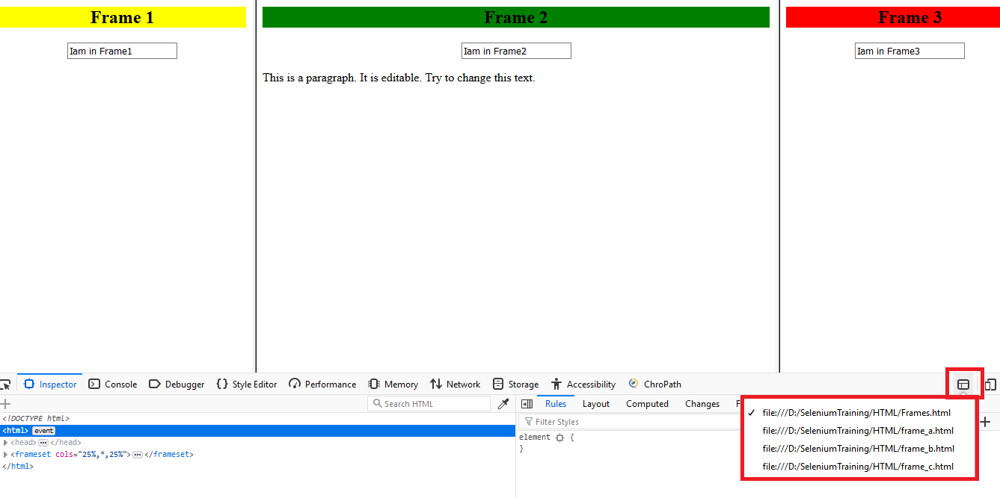 Frame 1 Frame 2 Frame 3
Iam in Frame1 Iam in Frame2 Iam in Frame3
This is a paragraph. It is editable. Try to change this text.
Inspector Console Debugger Style Editor Performance Memory Network Storage Accessibility ChroPath
Search HTML Rules Layout Computed Changes F
<!DOCTYPE html>
<html> event
<head> ••• </head>
<frameset cols="25%,*,25%"> ••• </frameset>
</html>
Filter Styles
element {
}
file:///D:/SeleniumTraining/HTML/Frames.html
file:///D:/SeleniumTraining/HTML/frame_a.html
file:///D:/SeleniumTraining/HTML/frame_b.html
file:///D:/SeleniumTraining/HTML/frame_c.html